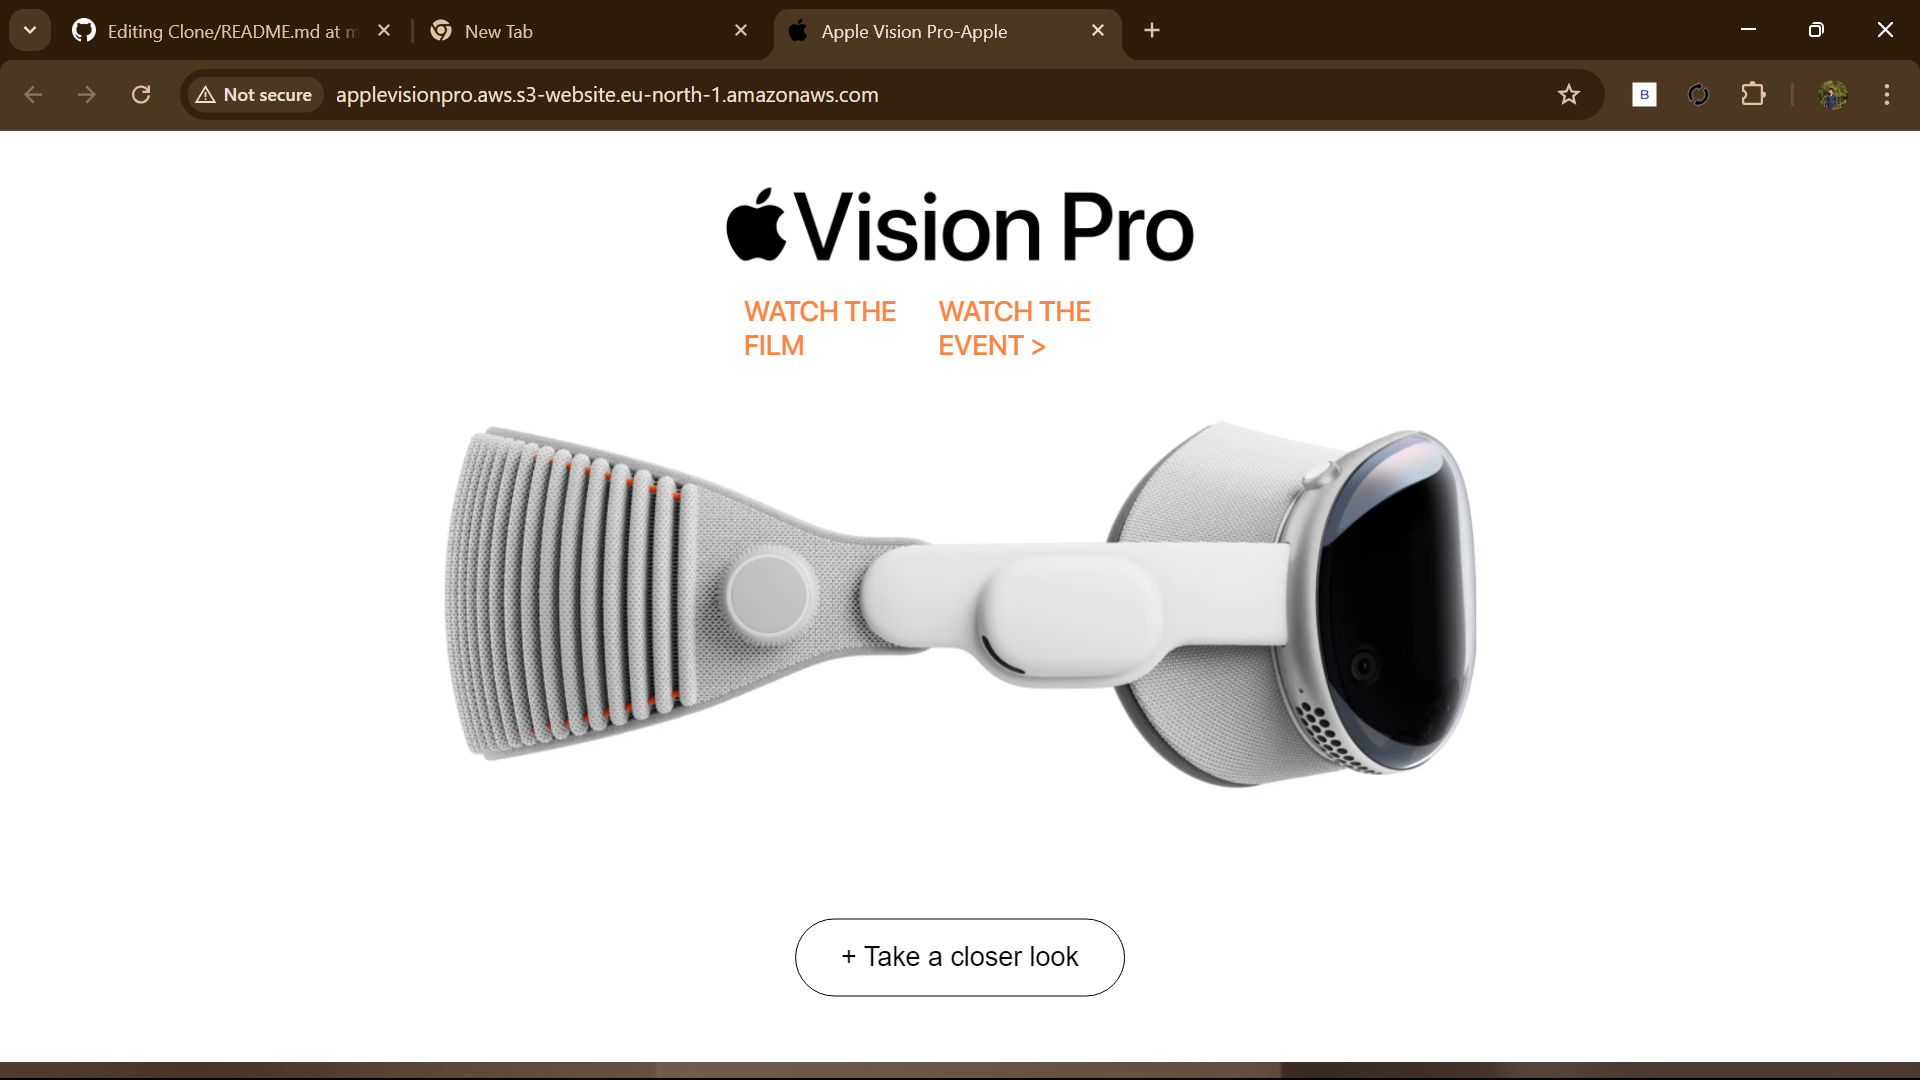 Editing Clone/README.md at m
New Tab
Apple Vision Pro-Apple
Not secure
applevisionpro.aws.s3-website.eu-north-1.amazonaws.com
B
Vision Pro
WATCH THE
FILM
WATCH THE
EVENT >
+ Take a closer look